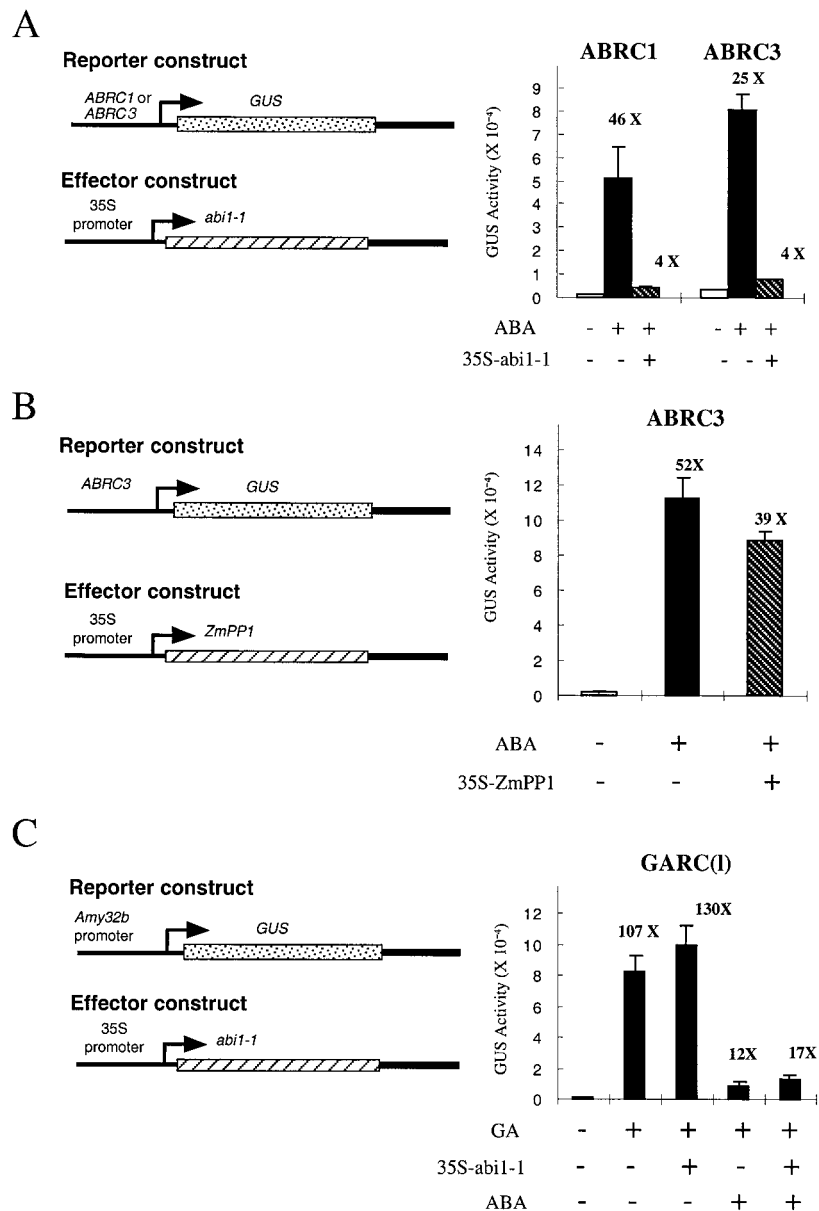 A
Reporter construct
ABRC1 or
ABRC3
GUS
Effector construct
35S
promoter
abi1-1
ABRC1
ABRC3
GUS Activity (X 10⁻⁴)
9
8
7
6
5
4
3
2
1
0
46 X
4 X
25 X
4 X
ABA - + + - + +
35S-abi1-1 - - + - - +
B
Reporter construct
ABRC3
GUS
Effector construct
35S
promoter
ZmPP1
ABRC3
GUS Activity (X 10⁻⁴)
14
12
10
8
6
4
2
0
52X
39 X
ABA - + +
35S-ZmPP1 - - +
C
Reporter construct
Amy32b
promoter
GUS
Effector construct
35S
promoter
abi1-1
GARC(l)
GUS Activity (X 10⁻⁴)
12
10
8
6
4
2
0
107 X
130X
12X
17X
GA - + + + +
35S-abi1-1 - - + - +
ABA - - - + +